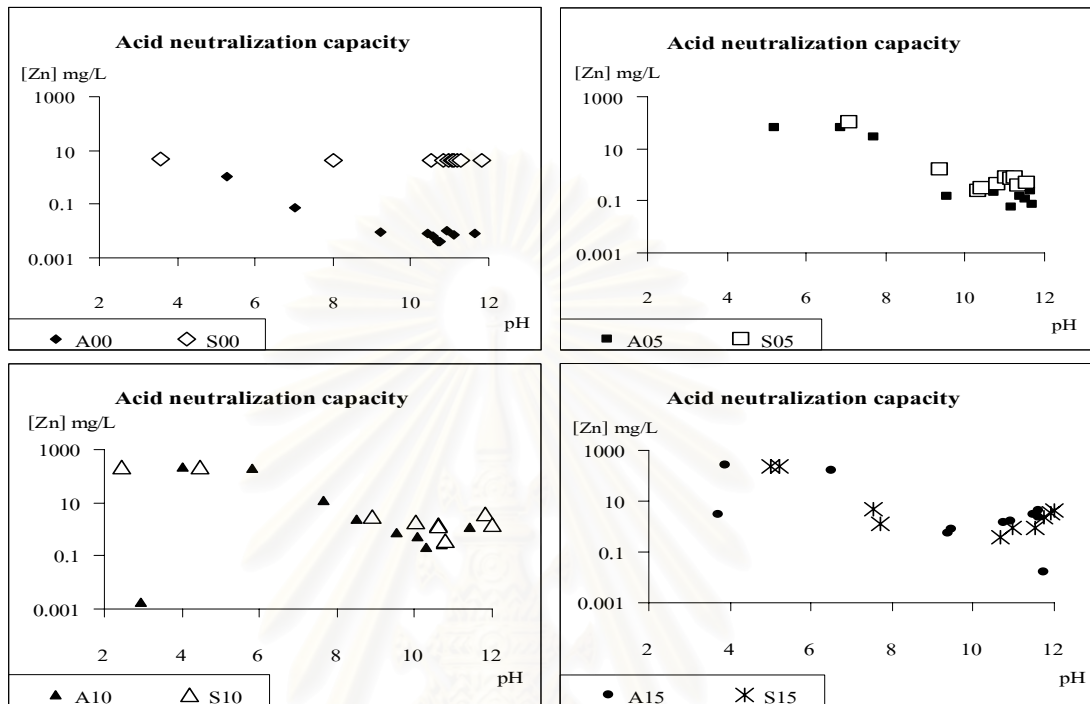 Acid neutralization capacity
[Zn] mg/L
1000
10
0.1
0.001
2 4 6 8 10 12
pH
A00 S00
Acid neutralization capacity
[Zn] mg/L
1000
10
0.1
0.001
2 4 6 8 10 12
pH
A05 S05
Acid neutralization capacity
[Zn] mg/L
1000
10
0.1
0.001
2 4 6 8 10 12
pH
A10 S10
Acid neutralization capacity
[Zn] mg/L
1000
10
0.1
0.001
2 4 6 8 10 12
pH
A15 S15